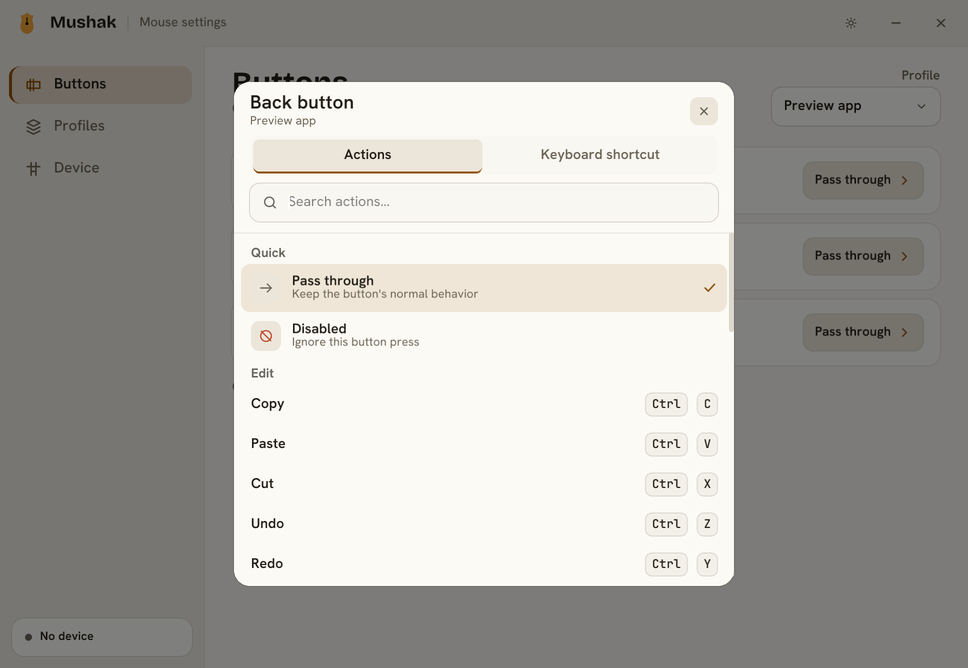 Mushak
Mouse settings
Buttons
Profiles
Device
No device
Buttons
Profile
Preview app
Pass through
Pass through
Pass through
Back button
Preview app
Actions
Keyboard shortcut
Search actions...
Quick
Pass through
Keep the button's normal behavior
Disabled
Ignore this button press
Edit
Copy Ctrl C
Paste Ctrl V
Cut Ctrl X
Undo Ctrl Z
Redo Ctrl Y